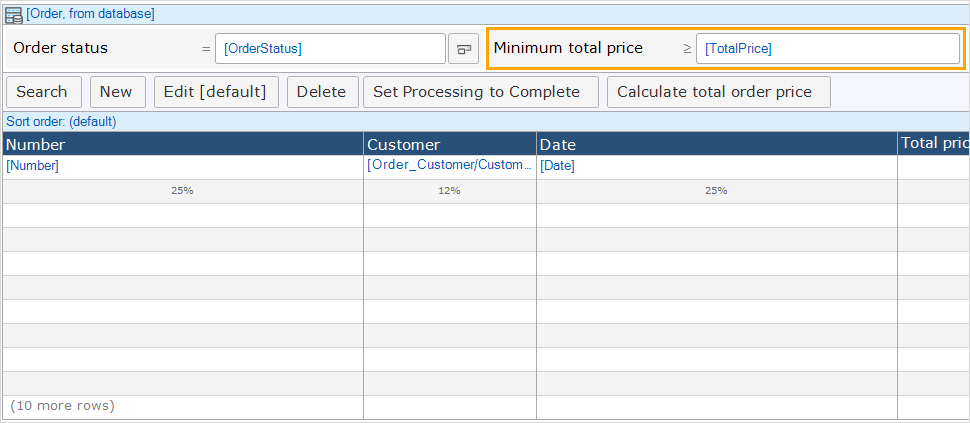 [Order, from database]
Order status = [OrderStatus] Minimum total price ≥ [TotalPrice]
Search New Edit [default] Delete Set Processing to Complete Calculate total order price
Sort order: (default)
Number Customer Date Total pric
[Number] [Order_Customer/Custom... [Date]
25% 12% 25%
(10 more rows)